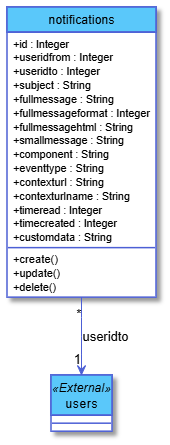 notifications
+id : Integer
+useridfrom : Integer
+useridto : Integer
+subject : String
+fullmessage : String
+fullmessageformat : Integer
+fullmessagehtml : String
+smallmessage : String
+component : String
+eventtype : String
+contexturl : String
+contexturlname : String
+timeread : Integer
+timecreated : Integer
+customdata : String
+create()
+update()
+delete()
*
useridto
1
«External»
users